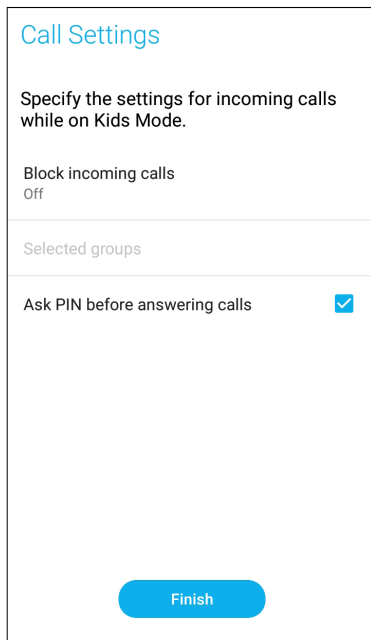 Call Settings
Specify the settings for incoming calls
while on Kids Mode.
Block incoming calls
Off
Selected groups
Ask PIN before answering calls
Finish